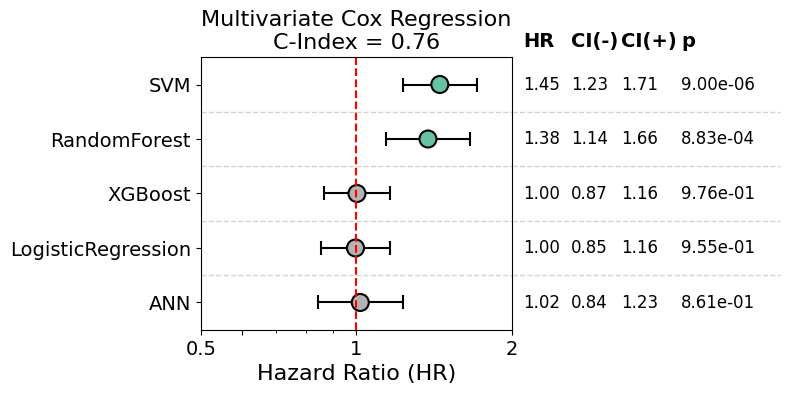 Multivariate Cox Regression
C-Index = 0.76
HR CI(-) CI(+) p
SVM 1.45 1.23 1.71 9.00e-06
RandomForest 1.38 1.14 1.66 8.83e-04
XGBoost 1.00 0.87 1.16 9.76e-01
LogisticRegression 1.00 0.85 1.16 9.55e-01
ANN 1.02 0.84 1.23 8.61e-01
0.5 1 2
Hazard Ratio (HR)